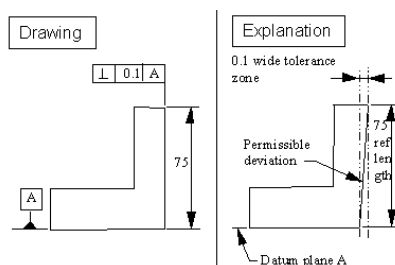 Drawing
⊥ 0.1 A
75
A
Explanation
0.1 wide tolerance
zone
Permissible
deviation
75
ref
len
gth
Datum plane A